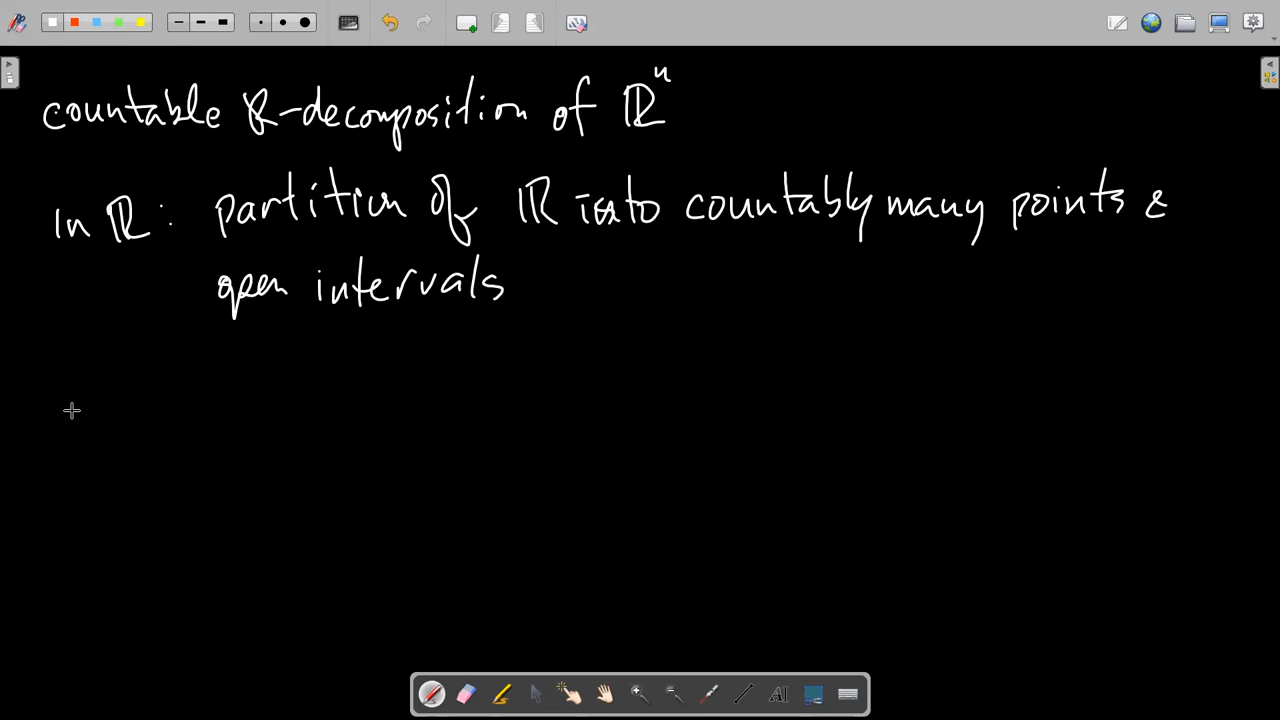 countable R-decomposition of ℝⁿ
In ℝ: partition of ℝ into countably many points &
open intervals